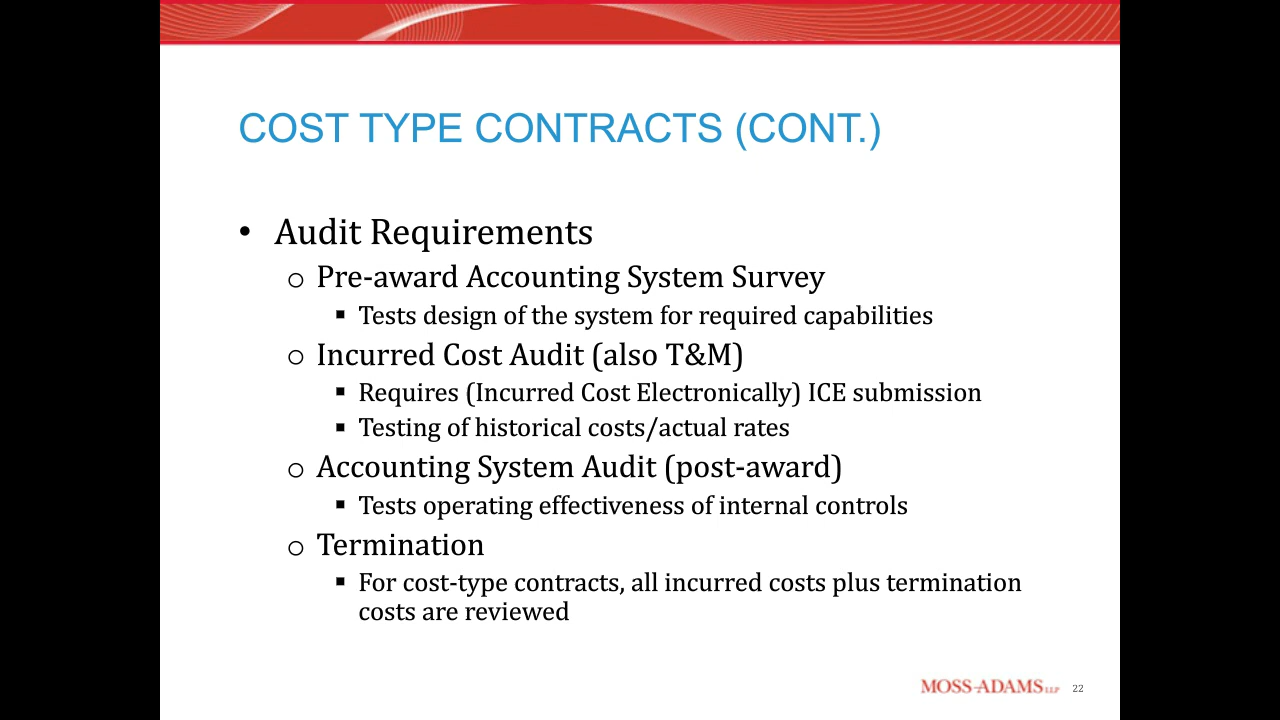 COST TYPE CONTRACTS (CONT.)
• Audit Requirements
o Pre-award Accounting System Survey
▪ Tests design of the system for required capabilities
o Incurred Cost Audit (also T&M)
▪ Requires (Incurred Cost Electronically) ICE submission
▪ Testing of historical costs/actual rates
o Accounting System Audit (post-award)
▪ Tests operating effectiveness of internal controls
o Termination
▪ For cost-type contracts, all incurred costs plus termination
costs are reviewed
MOSS-ADAMS LLP 22